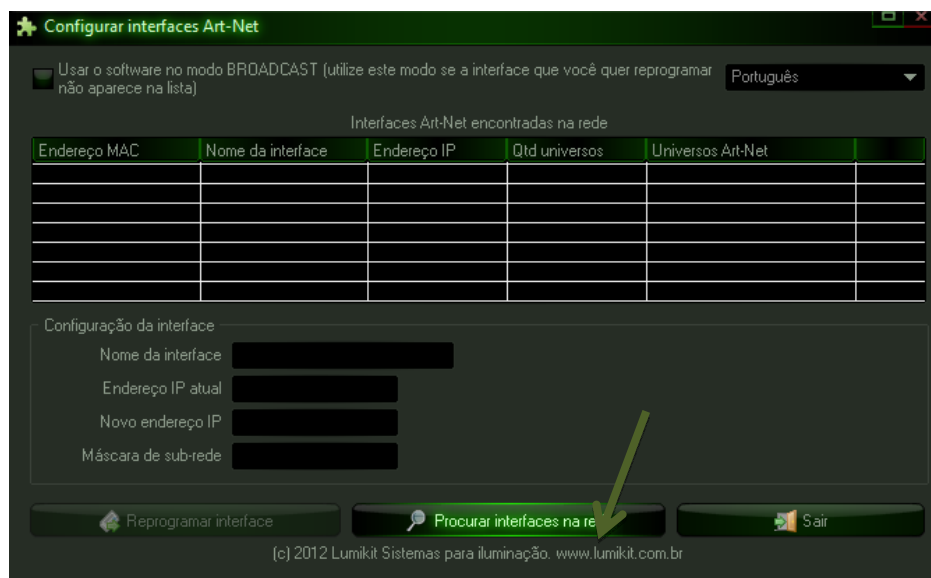 Configurar interfaces Art-Net
Usar o software no modo BROADCAST (utilize este modo se a interface que você quer reprogramar
não aparece na lista)
Português
Interfaces Art-Net encontradas na rede
Endereço MAC Nome da interface Endereço IP Qtd universos Universos Art-Net
Configuração da interface
Nome da interface
Endereço IP atual
Novo endereço IP
Máscara de sub-rede
Reprogramar interface
Procurar interfaces na re
Sair
(c) 2012 Lumikit Sistemas para iluminação. www.lumikit.com.br